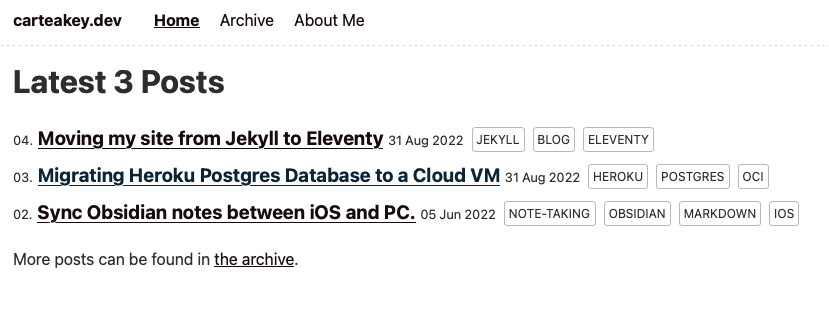 carteakey.dev Home Archive About Me
Latest 3 Posts
04. Moving my site from Jekyll to Eleventy 31 Aug 2022 JEKYLL BLOG ELEVENTY
03. Migrating Heroku Postgres Database to a Cloud VM 31 Aug 2022 HEROKU POSTGRES OCI
02. Sync Obsidian notes between iOS and PC. 05 Jun 2022 NOTE-TAKING OBSIDIAN MARKDOWN IOS
More posts can be found in the archive.